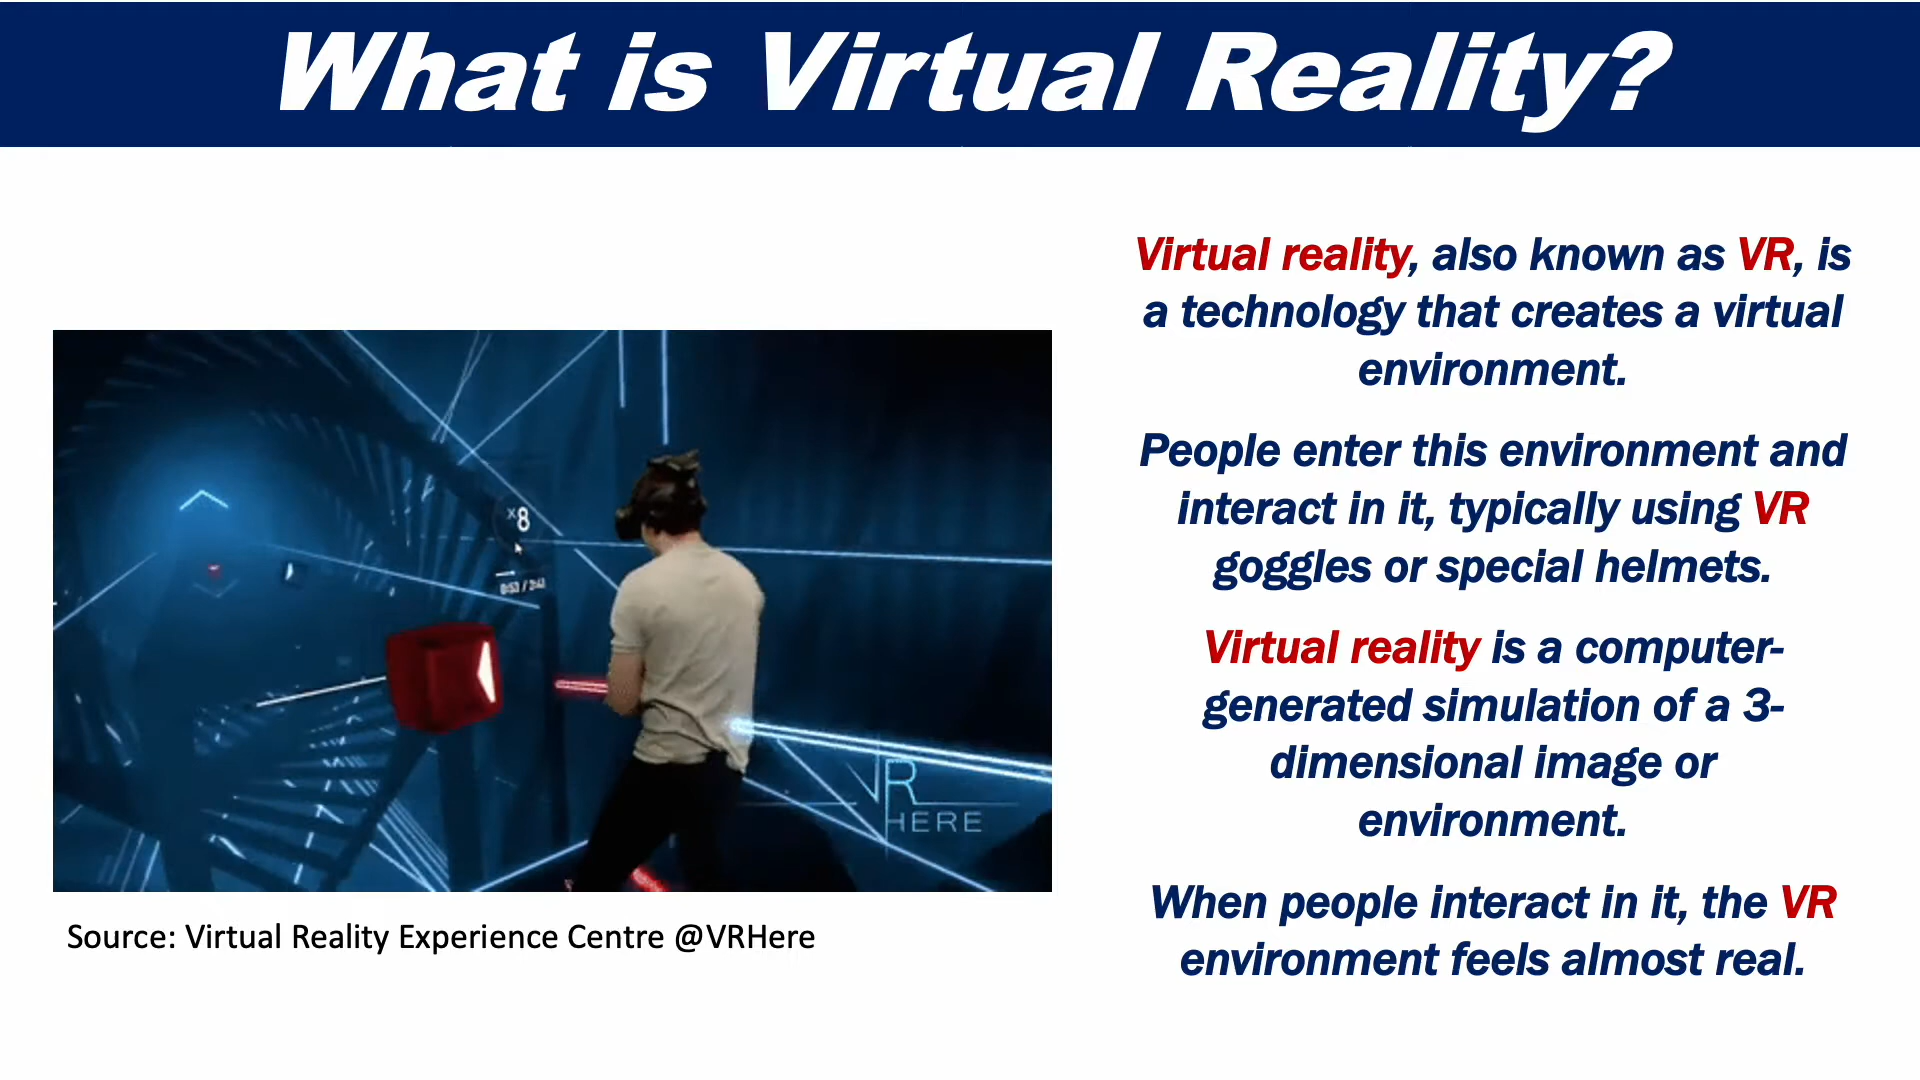 What is Virtual Reality?
Virtual reality, also known as VR, is
a technology that creates a virtual
environment.
People enter this environment and
interact in it, typically using VR
goggles or special helmets.
Virtual reality is a computer-
generated simulation of a 3-
dimensional image or
environment.
When people interact in it, the VR
environment feels almost real.
x8
VR
HERE
Source: Virtual Reality Experience Centre @VRHere